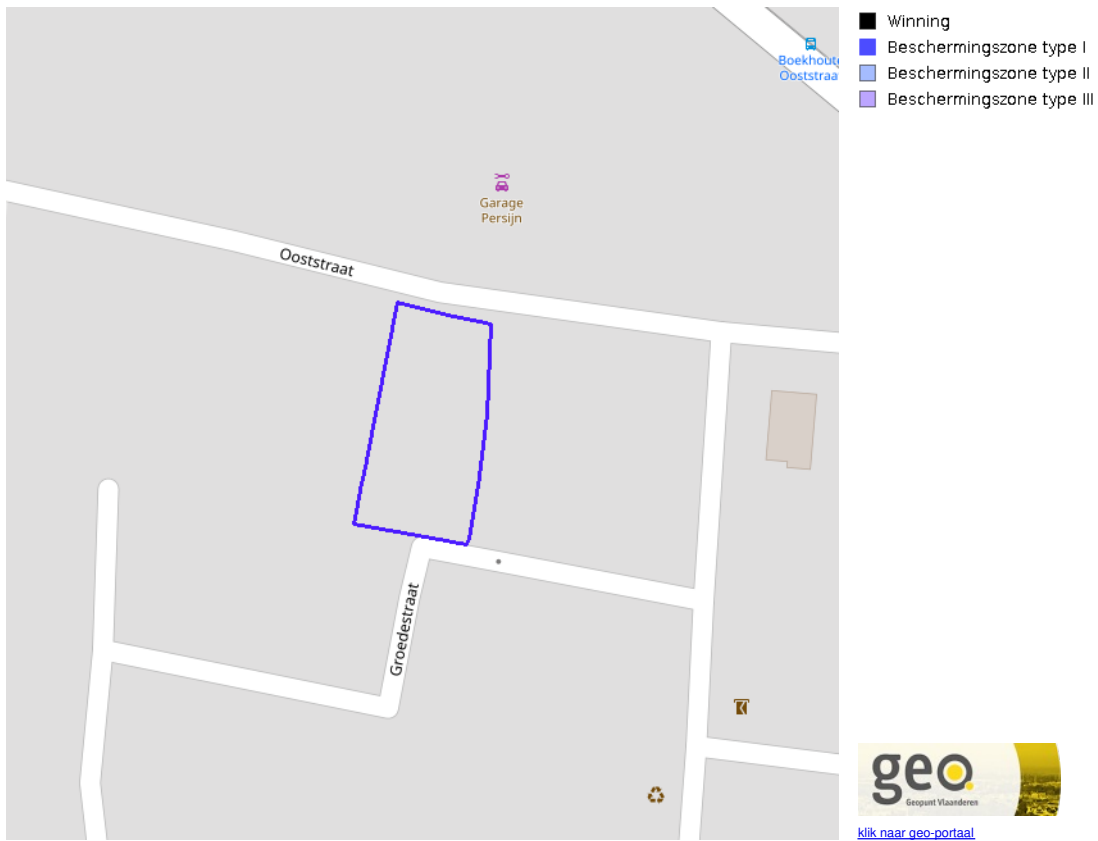 Winning
Beschermingszone type I
Beschermingszone type II
Beschermingszone type III
Boekhoute
Ooststraa
Garage
Persijn
Ooststraat
Groedestraat
geo.
Geopunt Vlaanderen
klik naar geo-portaal